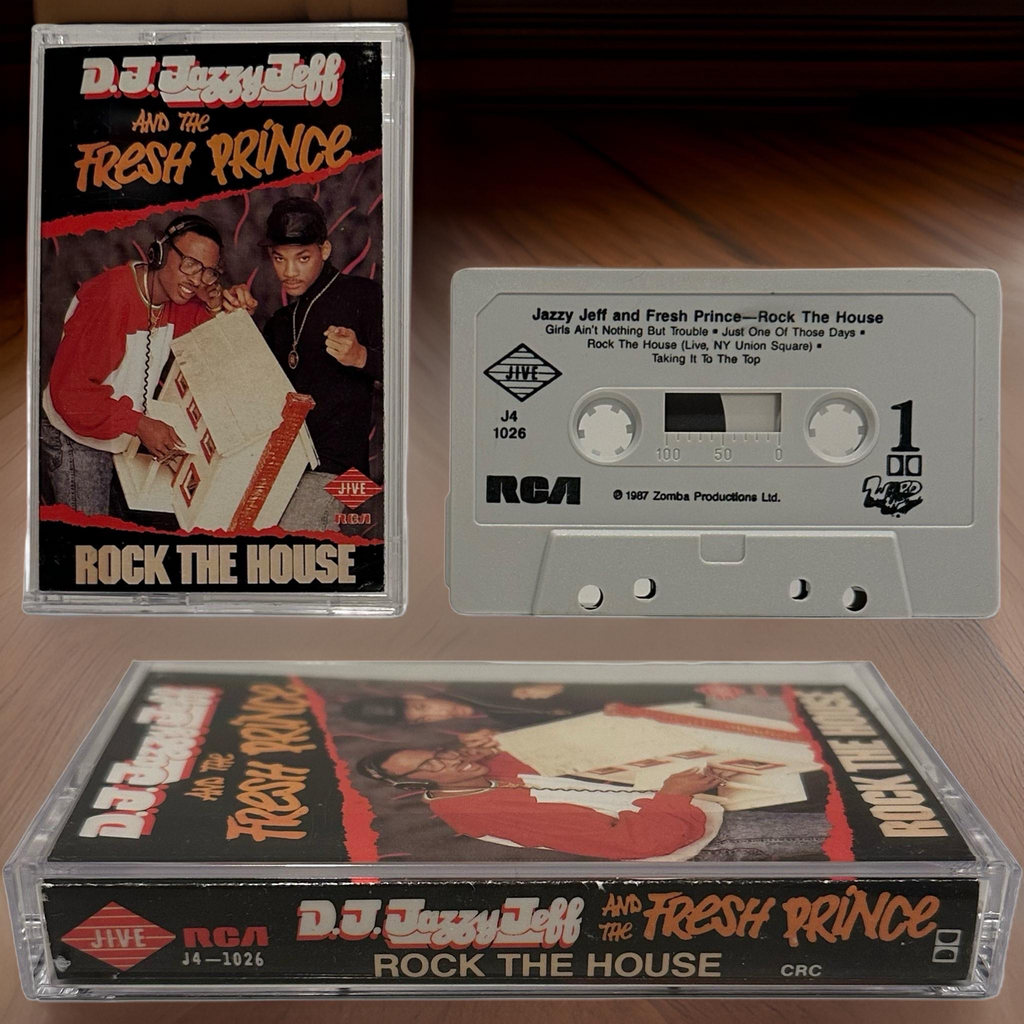 D.J. Jazzy Jeff
AND THE
FRESH PRINCE
JIVE
RCA
ROCK THE HOUSE
Jazzy Jeff and Fresh Prince—Rock The House
Girls Ain't Nothing But Trouble ▪ Just One Of Those Days ▪
Rock The House (Live, NY Union Square) ▪
Taking It To The Top
JIVE
J4
1026
100 50 0
1
RCA
℗ 1987 Zomba Productions Ltd.
D.J. Jazzy Jeff
AND THE
FRESH PRINCE
ROCK THE HOUSE
JIVE
RCA
J4—1026
D.J. Jazzy Jeff AND THE FRESH PRINCE
ROCK THE HOUSE
CRC